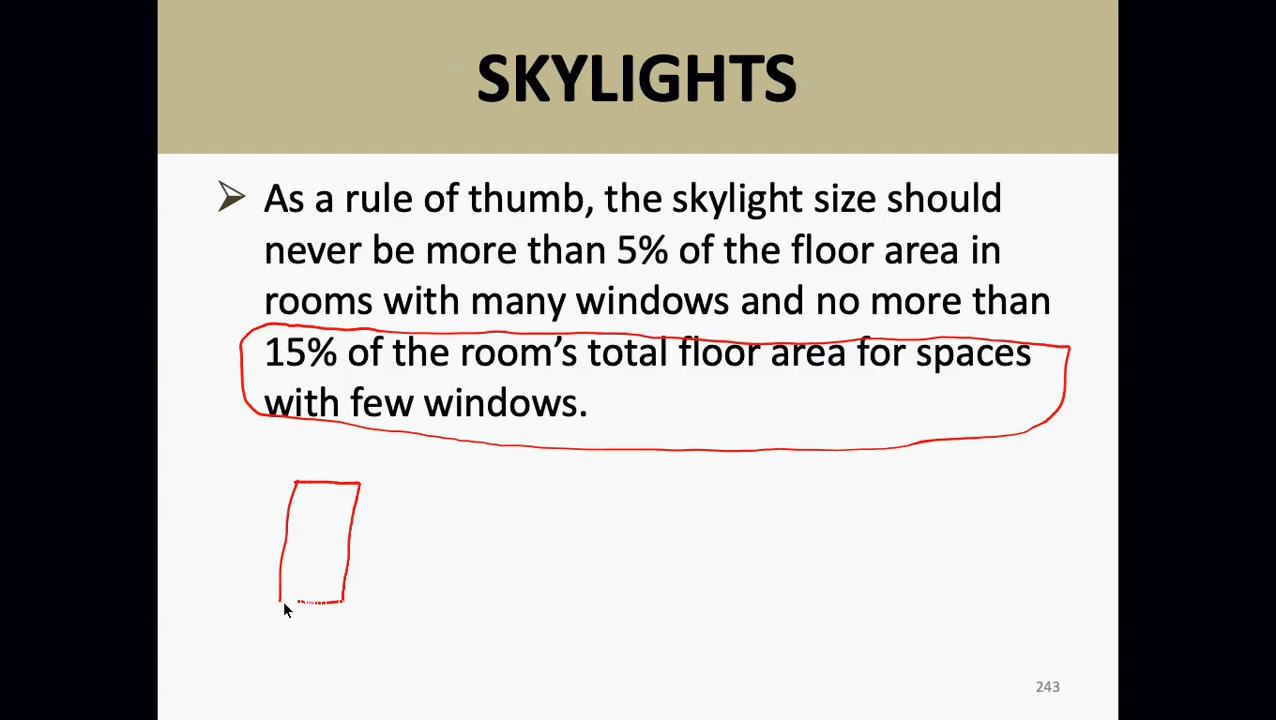 SKYLIGHTS
As a rule of thumb, the skylight size should
never be more than 5% of the floor area in
rooms with many windows and no more than
15% of the room’s total floor area for spaces
with few windows.
243